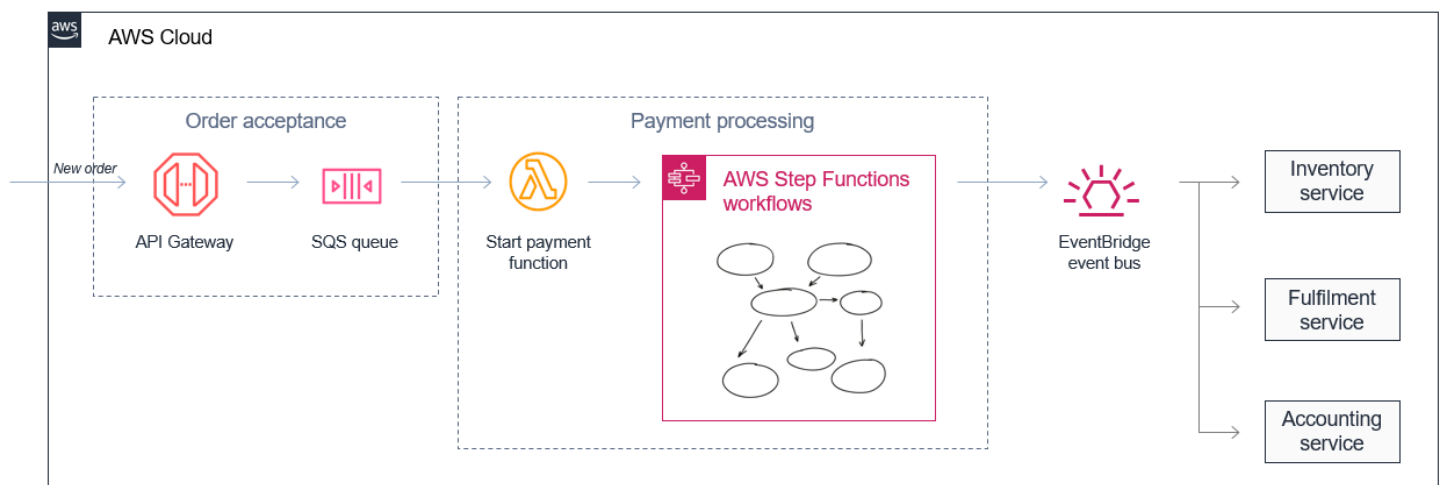 aws
AWS Cloud
Order acceptance
New order
API Gateway
SQS queue
Payment processing
Start payment
function
AWS Step Functions
workflows
EventBridge
event bus
Inventory
service
Fulfilment
service
Accounting
service